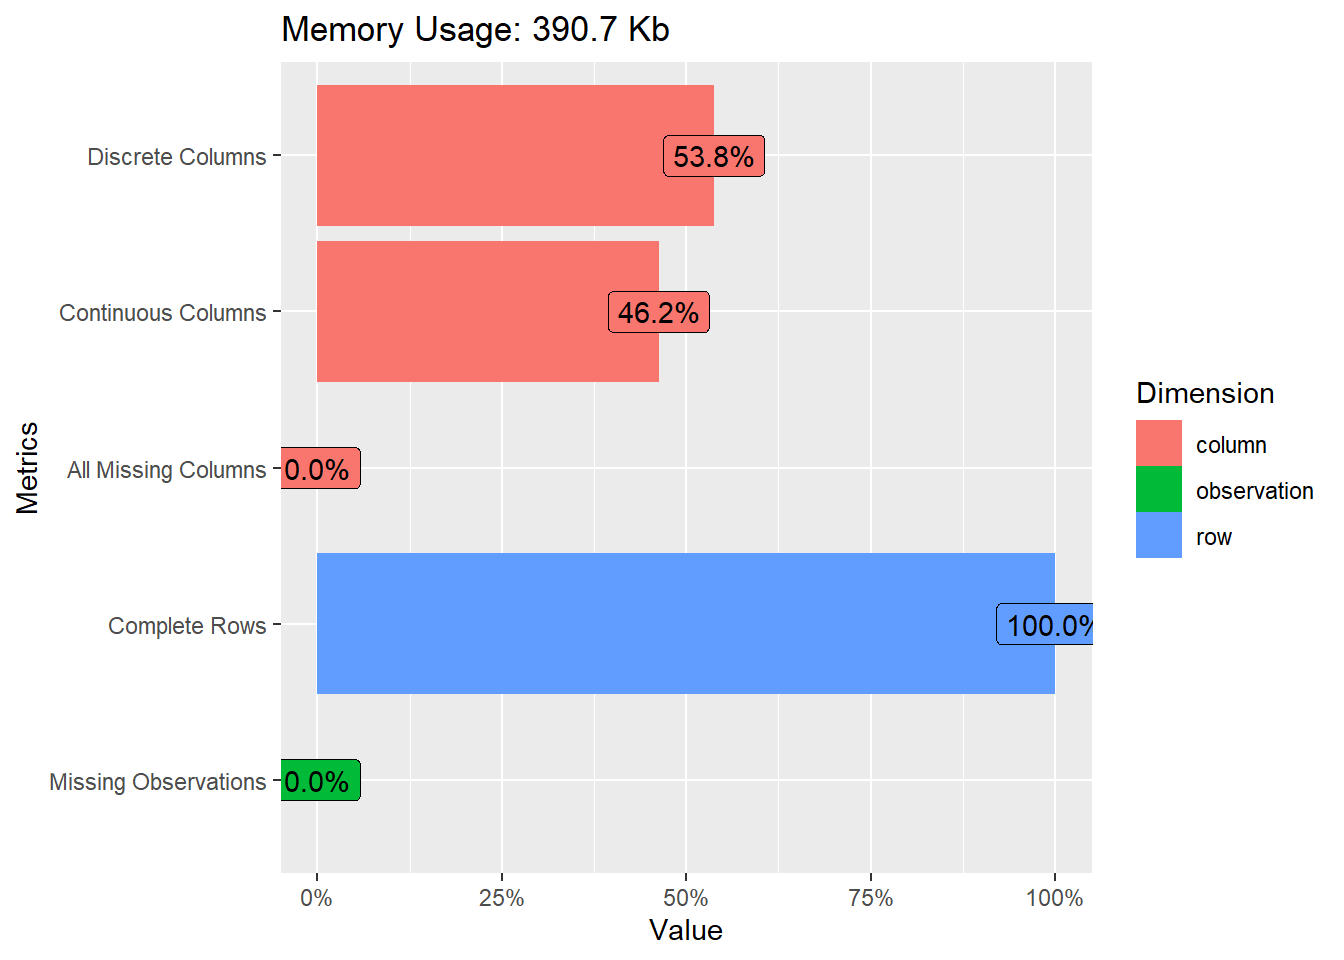 Memory Usage: 390.7 Kb
Discrete Columns
53.8%
Continuous Columns
46.2%
All Missing Columns
0.0%
Complete Rows
100.0%
Missing Observations
0.0%
Metrics
0%
25%
50%
75%
100%
Value
Dimension
column
observation
row